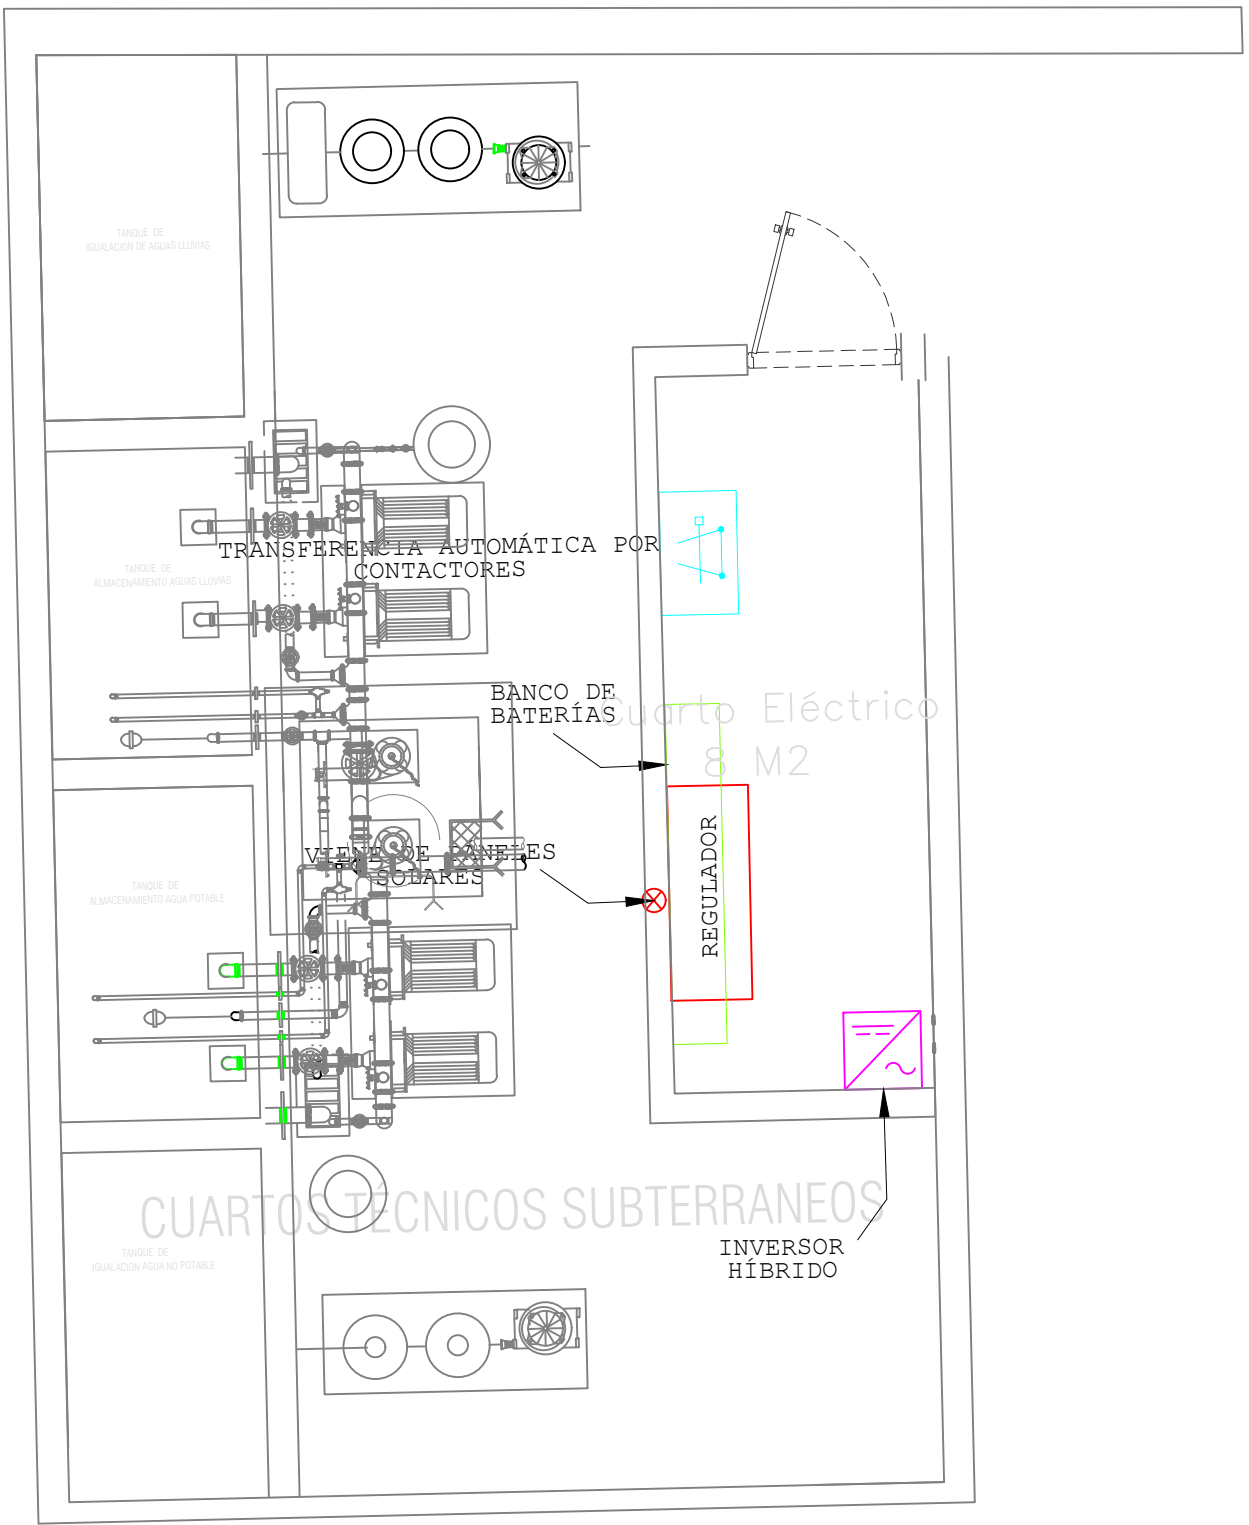 TANQUE DE
IGUALACION DE AGUAS LLUVIAS
TRANSFERENCIA AUTOMÁTICA POR
CONTACTORES
TANQUE DE
ALMACENAMIENTO AGUAS LLUVIAS
BANCO DE
BATERÍAS
Cuarto Eléctrico
8 M2
REGULADOR
VIENE DE PANELES
SOLARES
TANQUE DE
ALMACENAMIENTO AGUA POTABLE
CUARTOS TÉCNICOS SUBTERRANEOS
TANQUE DE
IGUALACION AGUA NO POTABLE
INVERSOR
HÍBRIDO